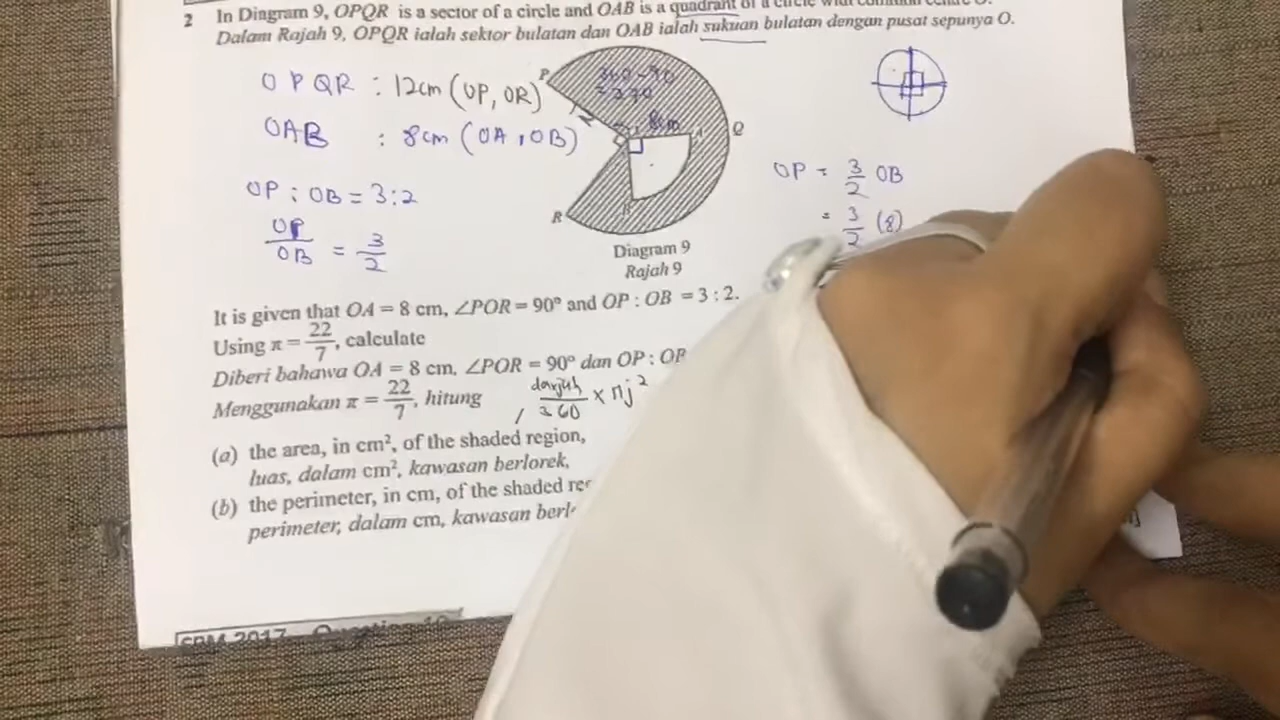 2 In Diagram 9, OPQR is a sector of a circle and OAB is a quadrant of a circle with common centre O.
Dalam Rajah 9, OPQR ialah sektor bulatan dan OAB ialah sukuan bulatan dengan pusat sepunya O.
OPQR : 12cm (OP, OR)
OAB : 8cm (OA, OB)
OP : OB = 3:2
OP/OB = 3/2
P
360-90
= 270
8cm
A
Q
B
R
Diagram 9
Rajah 9
OP = 3/2 OB
= 3/2 (8)
It is given that OA = 8 cm, ∠POR = 90° and OP : OB = 3 : 2.
Using π = 22/7, calculate
Diberi bahawa OA = 8 cm, ∠POR = 90° dan OP : OB
Menggunakan π = 22/7, hitung
darjah/360 × πj²
(a) the area, in cm², of the shaded region,
luas, dalam cm², kawasan berlorek,
(b) the perimeter, in cm, of the shaded
perimeter, dalam cm, kawasan
SPM 2017